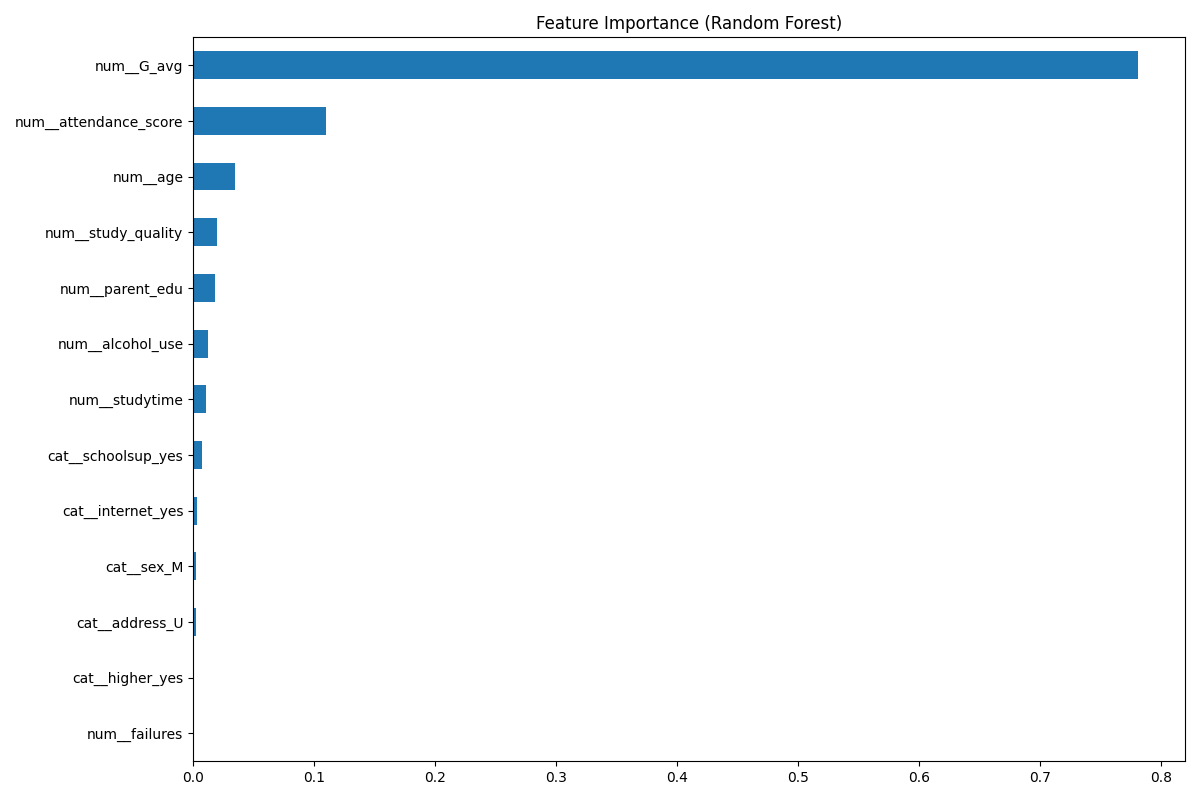 Feature Importance (Random Forest)
num__G_avg
num__attendance_score
num__age
num__study_quality
num__parent_edu
num__alcohol_use
num__studytime
cat__schoolsup_yes
cat__internet_yes
cat__sex_M
cat__address_U
cat__higher_yes
num__failures
0.0 0.1 0.2 0.3 0.4 0.5 0.6 0.7 0.8